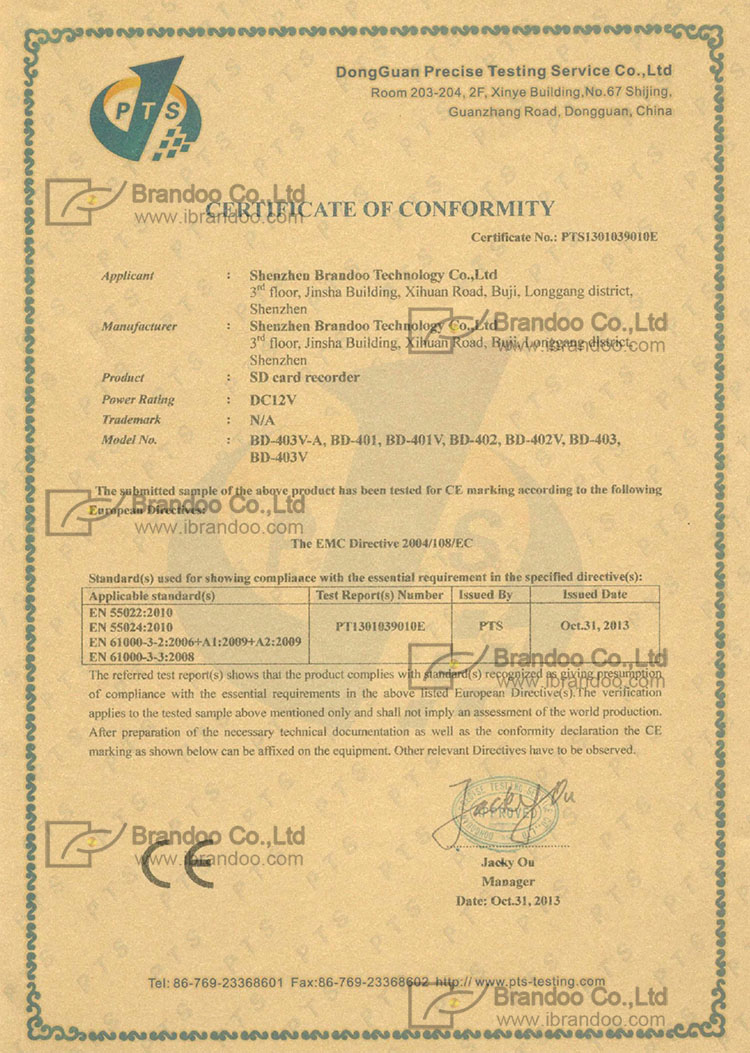 PTS
DongGuan Precise Testing Service Co.,Ltd
Room 203-204, 2F, Xinye Building,No.67 Shijing,
Guanzhang Road, Dongguan, China
Brandoo Co.,Ltd
www.ibrandoo.com
CERTIFICATE OF CONFORMITY
Certificate No.: PTS1301039010E
Applicant : Shenzhen Brandoo Technology Co.,Ltd
3rd floor, Jinsha Building, Xihuan Road, Buji, Longgang district,
Shenzhen
Manufacturer : Shenzhen Brandoo Technology Co.,Ltd
Brandoo Co.,Ltd
3rd floor, Jinsha Building, Xihuan Road, Buji, Longgang district,
www.ibrandoo.com
Shenzhen
Product : SD card recorder
Power Rating : DC12V
Trademark : N/A
Model No. : BD-403V-A, BD-401, BD-401V, BD-402, BD-402V, BD-403,
BD-403V
The submitted sample of the above product has been tested for CE marking according to the following
Brandoo Co.,Ltd
European Directives:
www.ibrandoo.com
PTS
The EMC Directive 2004/108/EC
Standard(s) used for showing compliance with the essential requirement in the specified directive(s):
Applicable standard(s) Test Report(s) Number Issued By Issued Date
EN 55022:2010
EN 55024:2010
EN 61000-3-2:2006+A1:2009+A2:2009
EN 61000-3-3:2008
PT1301039010E PTS Oct.31, 2013
Brandoo Co.,Ltd
www.ibrandoo.com
The referred test report(s) shows that the product complies with standard(s) recognized as giving presumption
of compliance with the essential requirements in the above listed European Directive(s).The verification
applies to the tested sample above mentioned only and shall not imply an assessment of the world production.
After preparation of the necessary technical documentation as well as the conformity declaration the CE
marking as shown below can be affixed on the equipment. Other relevant Directives have to be observed.
Jacky Ou
Brandoo Co.,Ltd
www.ibrandoo.com
CE
Jacky Ou
Manager
Date: Oct.31, 2013
Tel: 86-769-23368601 Fax:86-769-23368602 http://www.pts-testing.com
Brandoo Co.,Ltd
www.ibrandoo.com